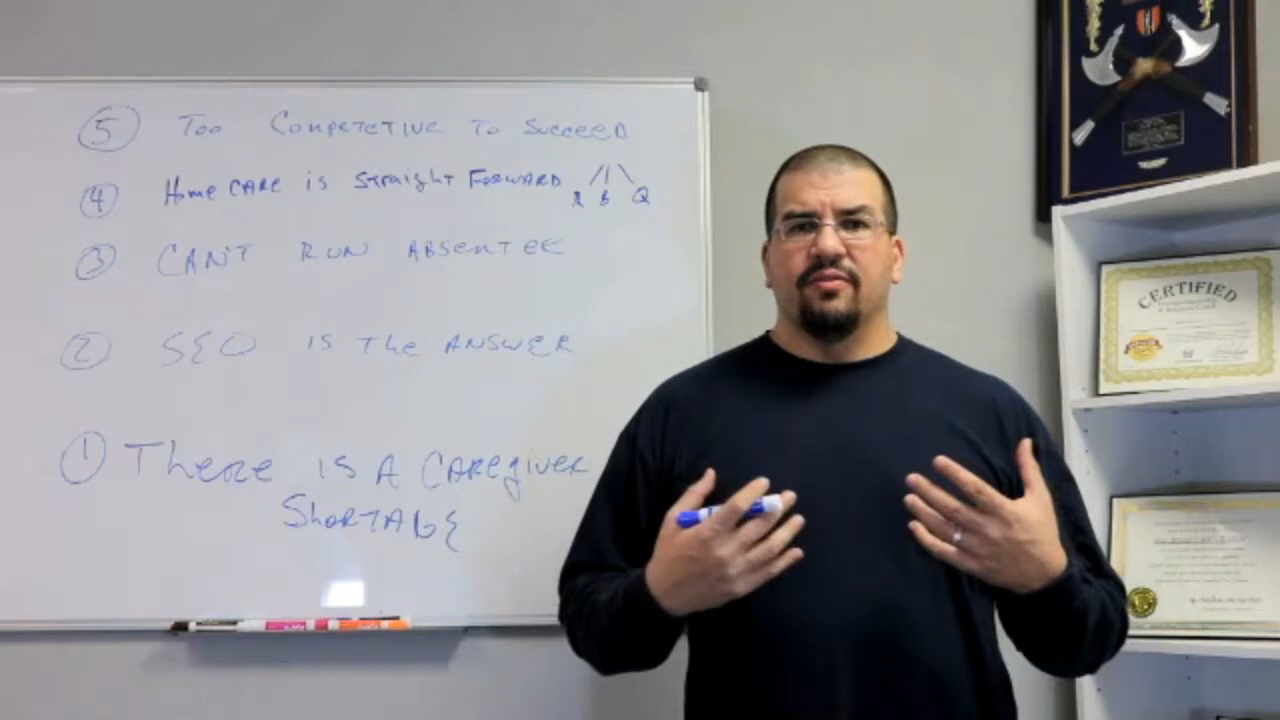 5 Too Competetive To Succeed
4 Home CARE is Straight Forward
R B Q
3 CAN'T RUN ABSENTEE
2 SEO IS The ANSWER
1 There IS A CAREgiver
ShorTAGE
CERTIFIED